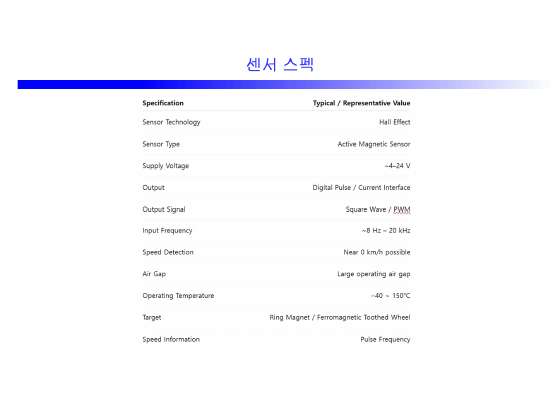 센서 스펙
Specification Typical / Representative Value
Sensor Technology Hall Effect
Sensor Type Active Magnetic Sensor
Supply Voltage ~4–24 V
Output Digital Pulse / Current Interface
Output Signal Square Wave / PWM
Input Frequency ~8 Hz – 20 kHz
Speed Detection Near 0 km/h possible
Air Gap Large operating air gap
Operating Temperature -40 ~ 150°C
Target Ring Magnet / Ferromagnetic Toothed Wheel
Speed Information Pulse Frequency